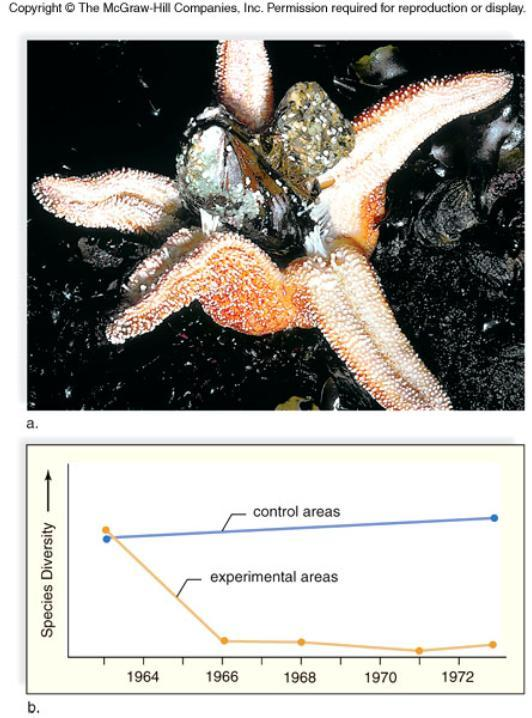 Copyright © The McGraw-Hill Companies, Inc. Permission required for reproduction or display.
a.
Species Diversity
control areas
experimental areas
1964 1966 1968 1970 1972
b.